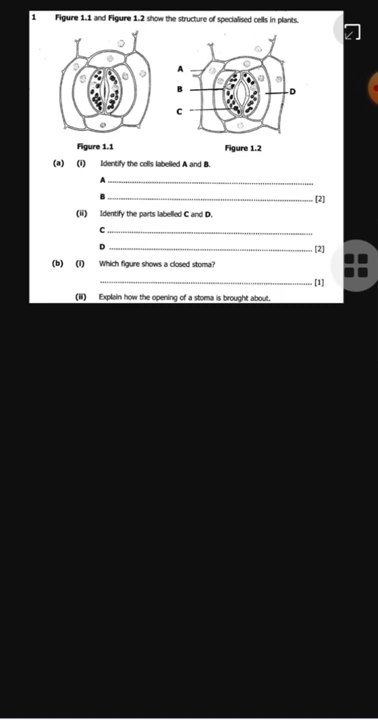 1 Figure 1.1 and Figure 1.2 show the structure of specialised cells in plants.
A
B
D
C
Figure 1.1
Figure 1.2
(a) (i) Identify the cells labelled A and B.
A ........................................................................
B ........................................................................ [2]
(ii) Identify the parts labelled C and D.
C ........................................................................
D ........................................................................ [2]
(b) (i) Which figure shows a closed stoma?
........................................................................ [1]
(ii) Explain how the opening of a stoma is brought about.